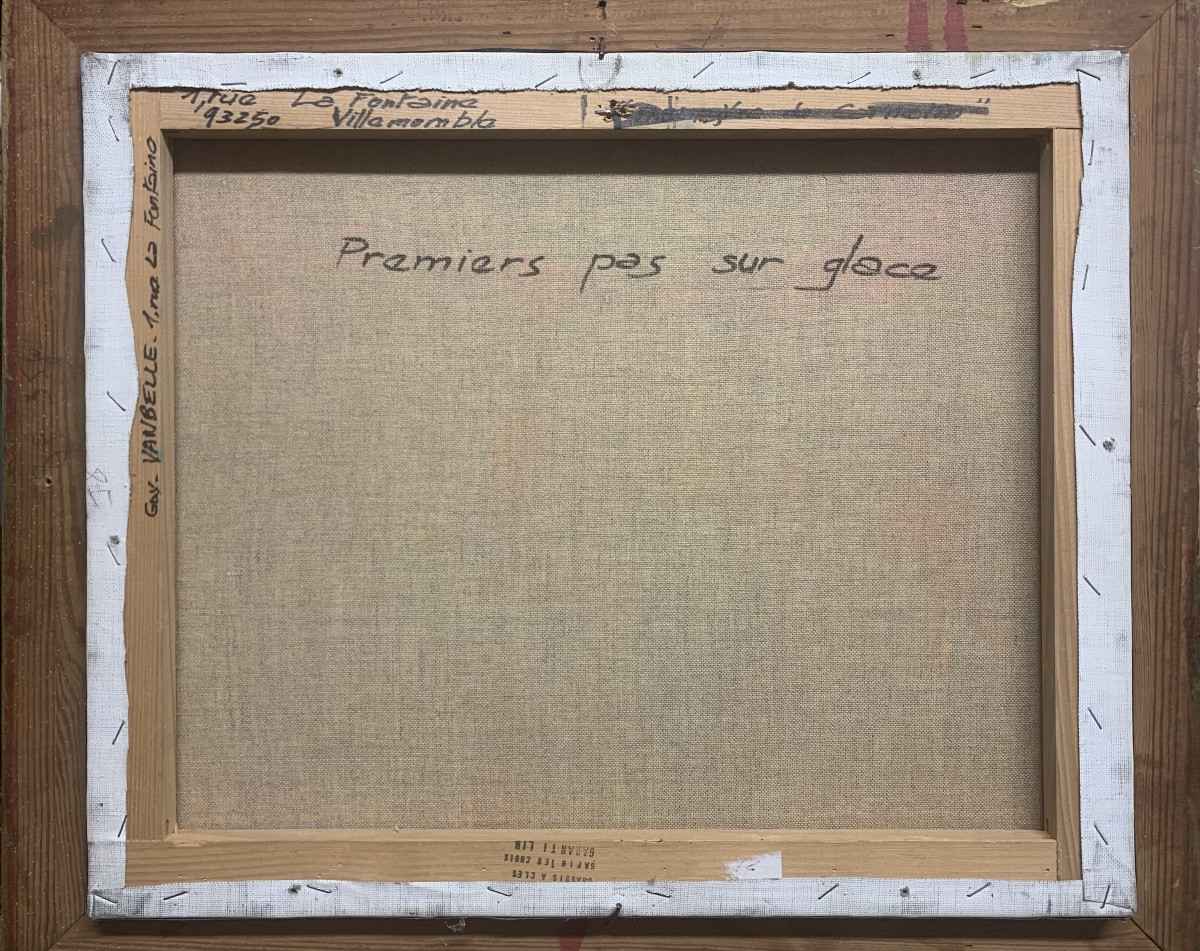 1, rue La Fontaine
93250 Villemomble
Premiers pas sur glace
Guy. VANBELLE. 1, rue La Fontaine
CHASSIS A CLES
SAPIN 1ER CHOIX
GARANTI LIN